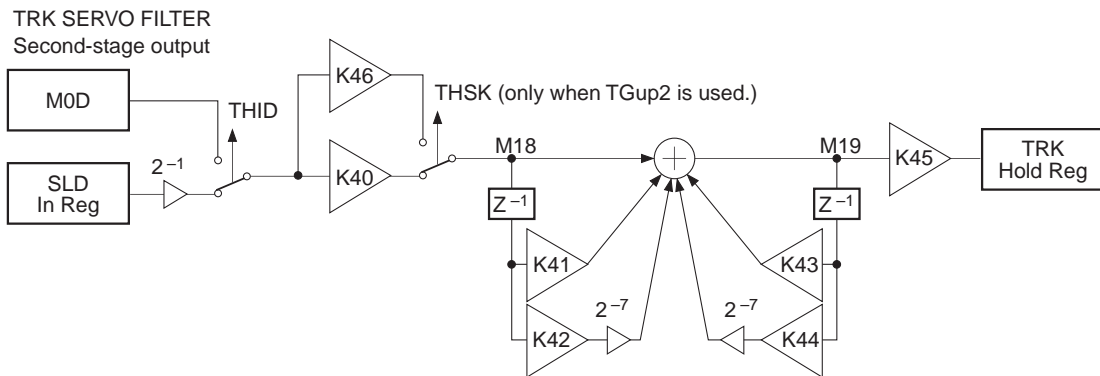 TRK SERVO FILTER
Second-stage output
M0D
THID
K46
THSK (only when TGup2 is used.)
SLD
In Reg
2⁻¹
K40
M18
M19
K45
TRK
Hold Reg
Z⁻¹
Z⁻¹
K41
K43
K42
2⁻⁷
2⁻⁷
K44